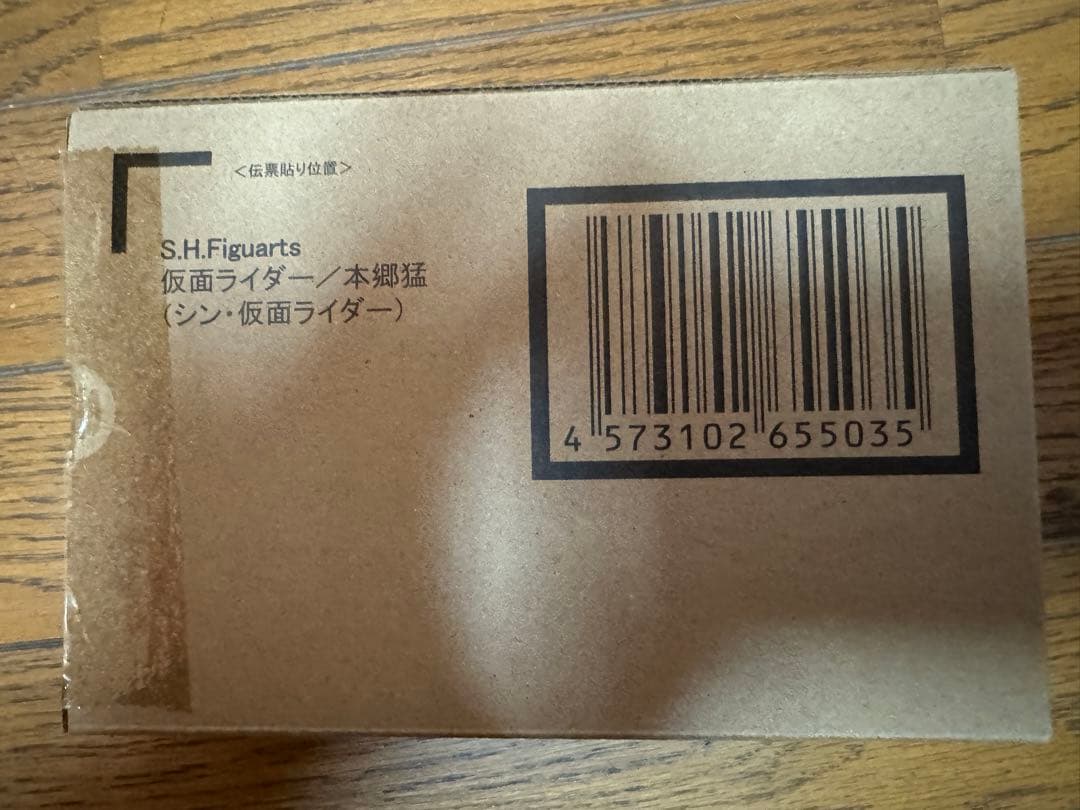 <伝票貼り位置>
S.H.Figuarts
仮面ライダー/本郷猛
(シン・仮面ライダー)
4 573102 655035